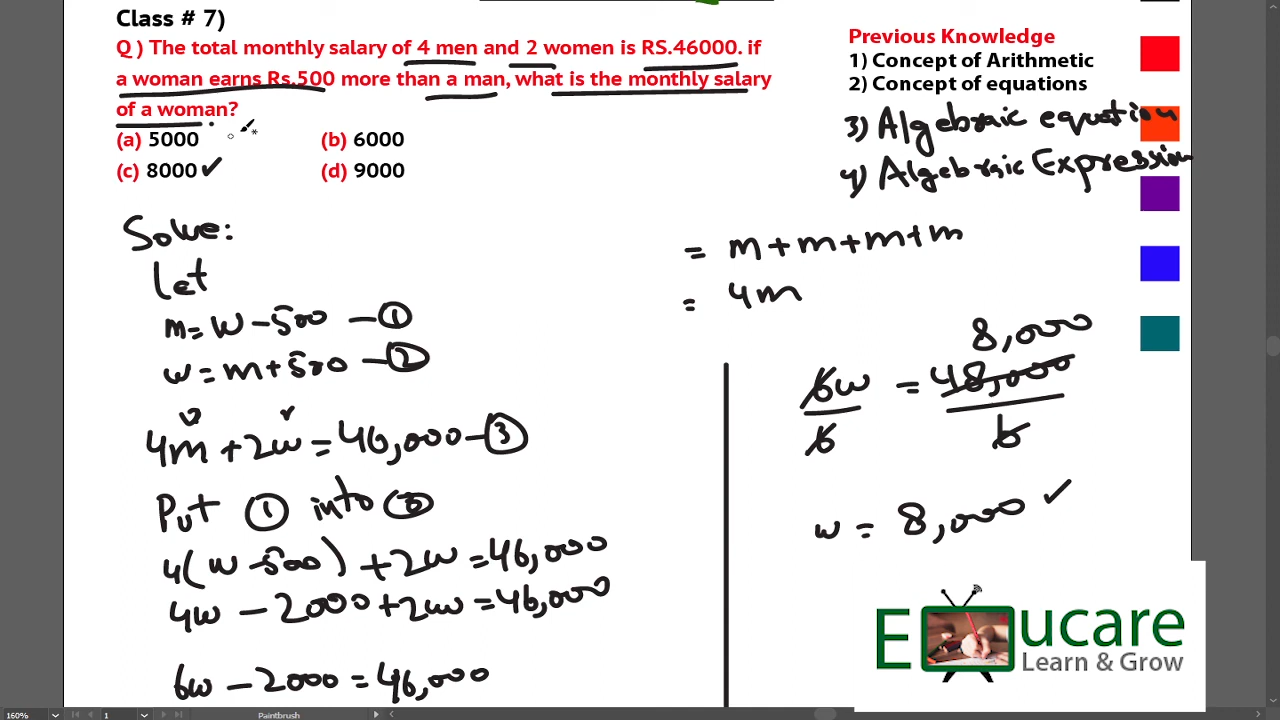 Class # 7)
Q ) The total monthly salary of 4 men and 2 women is RS.46000. if
a woman earns Rs.500 more than a man, what is the monthly salary
of a woman?
(a) 5000 (b) 6000
(c) 8000 ✓ (d) 9000
Previous Knowledge
1) Concept of Arithmetic
2) Concept of equations
3) Algebraic equation
4) Algebraic Expression
Solve:
Let
m = w - 500 — ①
w = m + 500 — ②
4m + 2w = 46,000 - ③
Put ① into ③
4(w - 500) + 2w = 46,000
4w - 2000 + 2w = 46,000
6w - 2000 = 46,000
= m + m + m + m
= 4m
8,000
6w = 48,000
6 6
w = 8,000 ✓
Educare
Learn & Grow
160%
1
Paintbrush